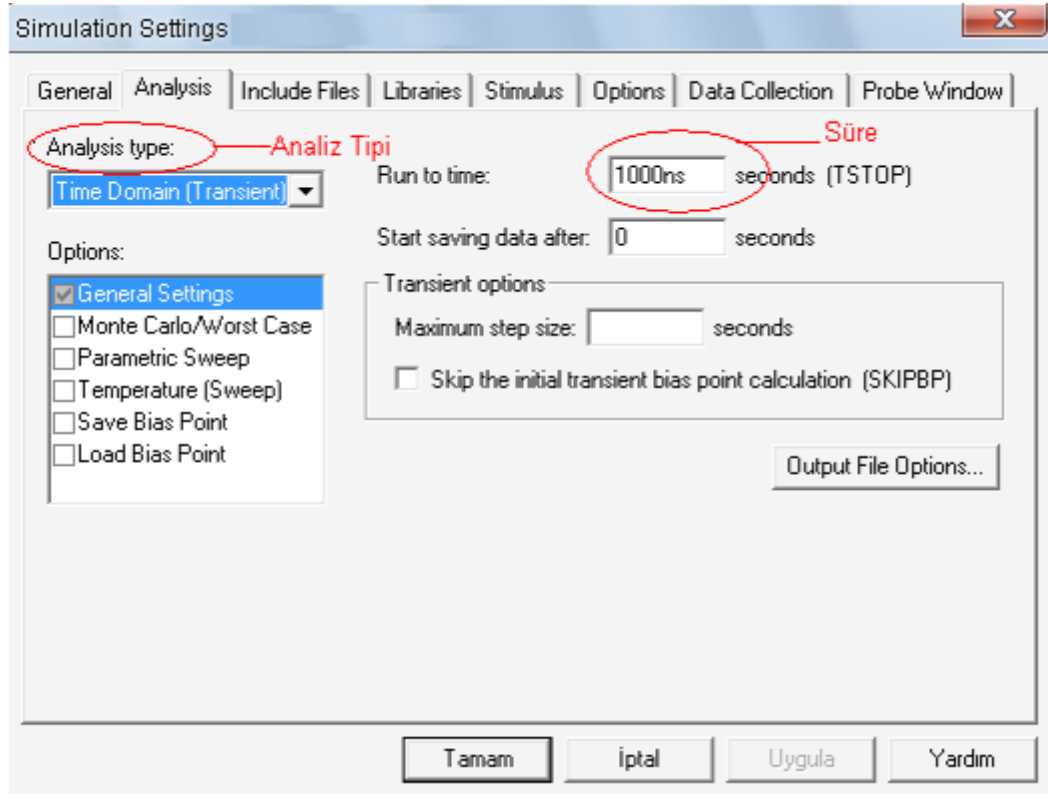 Simulation Settings
General Analysis Include Files Libraries Stimulus Options Data Collection Probe Window
Analysis type:
Analiz Tipi
Süre
Time Domain (Transient)
Run to time: 1000ns seconds (TSTOP)
Start saving data after: 0 seconds
Options:
General Settings
Monte Carlo/Worst Case
Parametric Sweep
Temperature (Sweep)
Save Bias Point
Load Bias Point
Transient options
Maximum step size: seconds
Skip the initial transient bias point calculation (SKIPBP)
Output File Options...
Tamam İptal Uygula Yardım